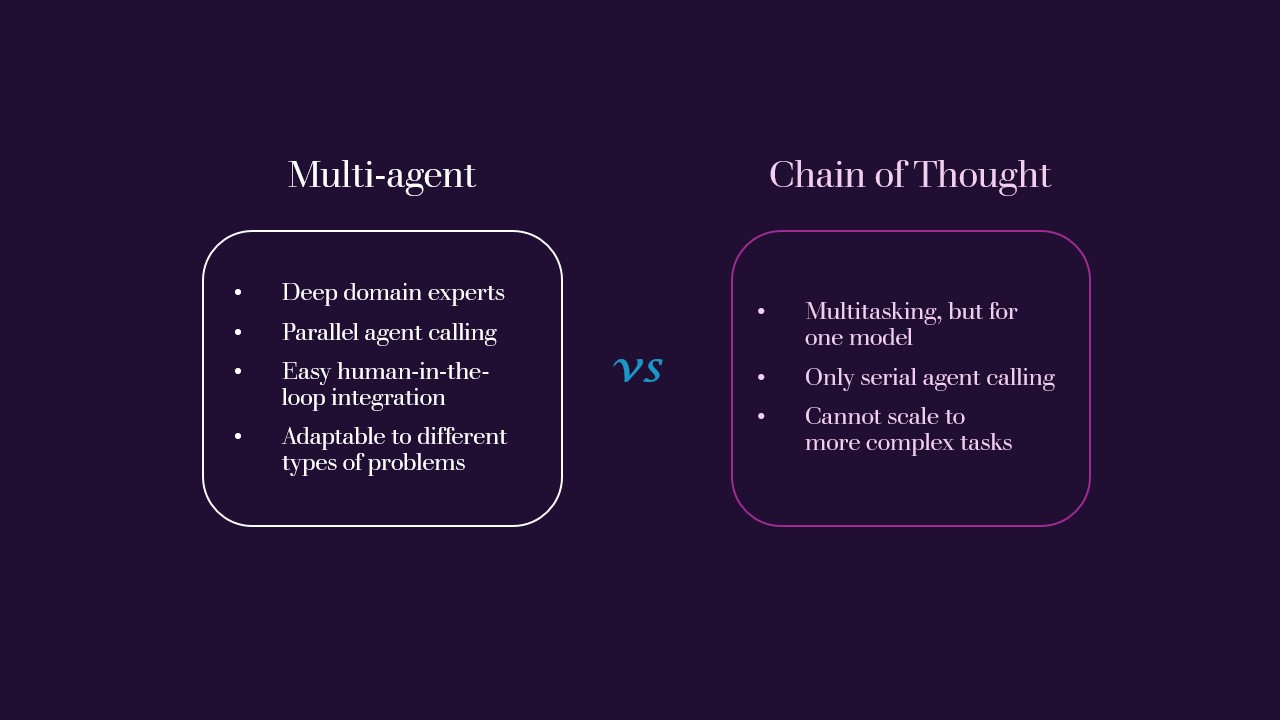 Multi-agent
• Deep domain experts
• Parallel agent calling
• Easy human-in-the-
loop integration
• Adaptable to different
types of problems
vs
Chain of Thought
• Multitasking, but for
one model
• Only serial agent calling
• Cannot scale to
more complex tasks